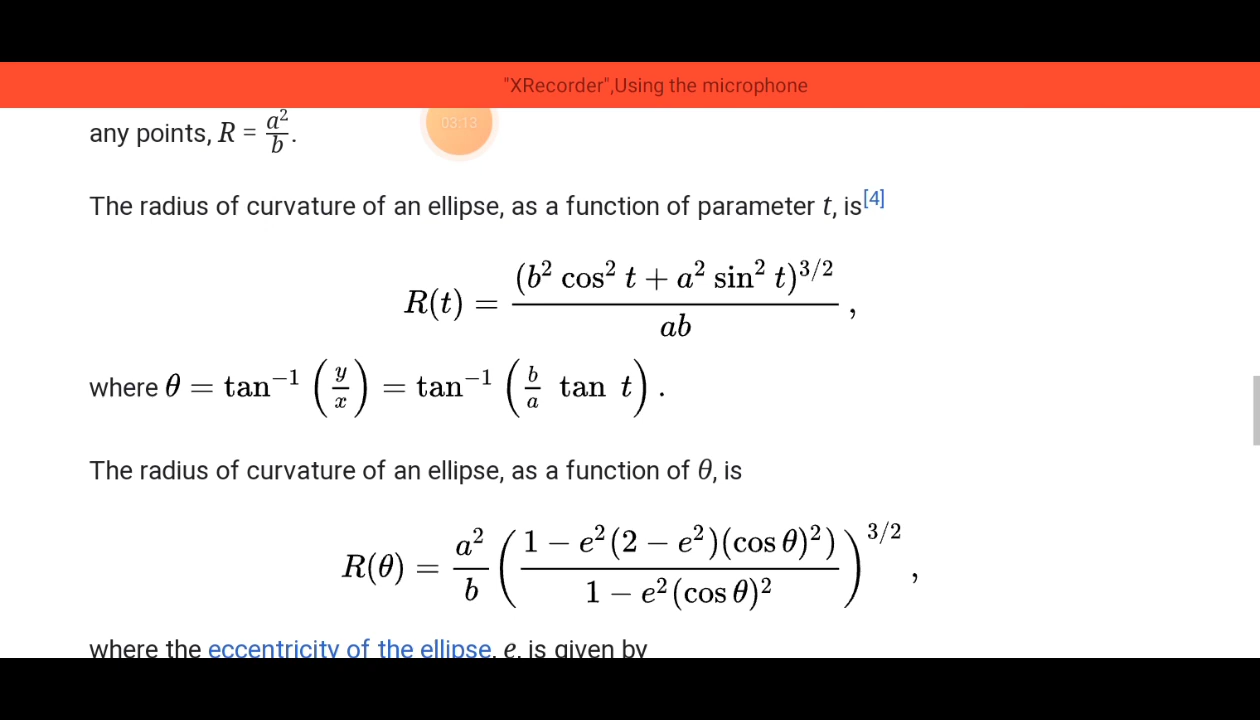 "XRecorder",Using the microphone
03:13
any points, R = a²/b.
The radius of curvature of an ellipse, as a function of parameter t, is[4]
R(t) = (b² cos² t + a² sin² t)^{3/2} / ab ,
where θ = tan⁻¹ (y/x) = tan⁻¹ (b/a tan t) .
The radius of curvature of an ellipse, as a function of θ, is
R(θ) = a²/b ( 1 − e²(2 − e²)(cos θ)²) / 1 − e²(cos θ)² )^{3/2} ,
where the eccentricity of the ellipse, e, is given by